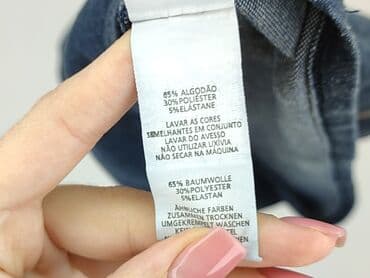 65% ALGODÃO
30% POLIÉSTER
5% ELASTANE
LAVAR AS CORES
SEMELHANTES EM CONJUNTO
LAVAR DO AVESSO
NÃO UTILIZAR LIXÍVIA
NÃO SECAR NA MÁQUINA
65% BAUMWOLLE
30% POLYESTER
5% ELASTAN
ÄHNLICHE FARBEN
ZUSAMMEN TROCKNEN
UMGEKREMPELT WASCHEN